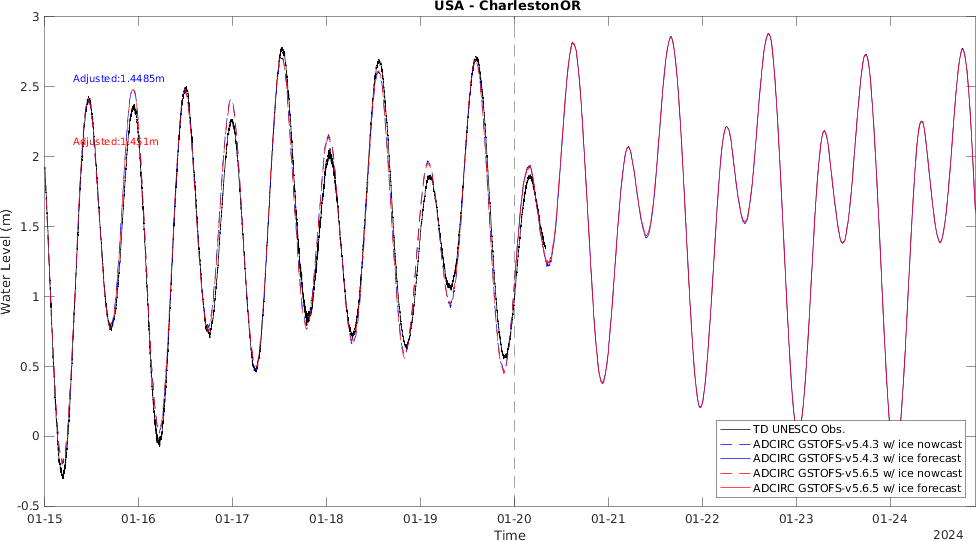 USA - CharlestonOR
Adjusted:1.4485m
Adjusted:1.451m
Water Level (m)
3
2.5
2
1.5
1
0.5
0
-0.5
01-15
01-16
01-17
01-18
01-19
01-20
01-21
01-22
01-23
01-24
Time
2024
TD UNESCO Obs.
ADCIRC GSTOFS-v5.4.3 w/ ice nowcast
ADCIRC GSTOFS-v5.4.3 w/ ice forecast
ADCIRC GSTOFS-v5.6.5 w/ ice nowcast
ADCIRC GSTOFS-v5.6.5 w/ ice forecast